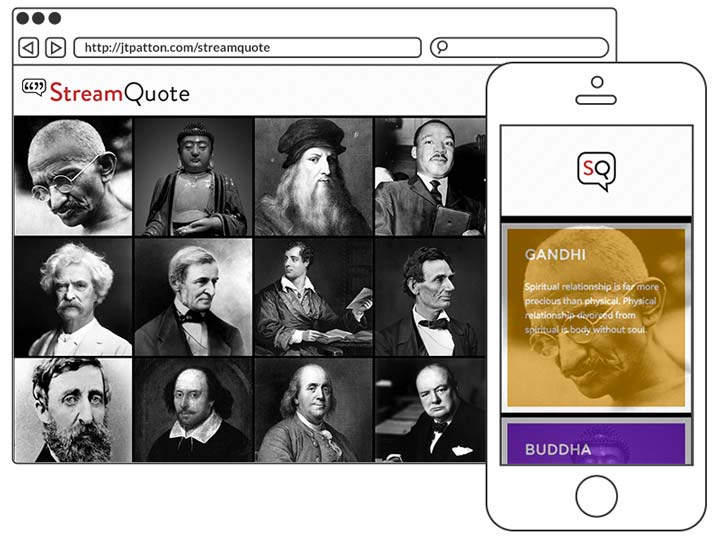 http://jtpatton.com/streamquote
StreamQuote
SQ
GANDHI
Spiritual relationship is far more
precious than physical. Physical
relationship divorced from
spiritual is body without soul.
BUDDHA